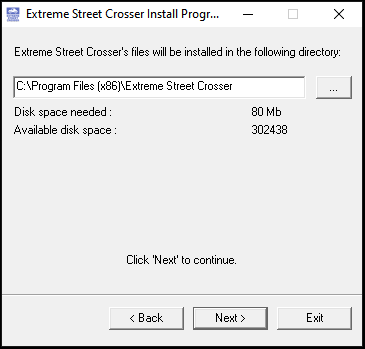 Extreme Street Crosser Install Progr...
Extreme Street Crosser's files will be installed in the following directory:
C:\Program Files (x86)\Extreme Street Crosser
...
Disk space needed : 80 Mb
Available disk space : 302438
Click 'Next' to continue.
< Back Next > Exit